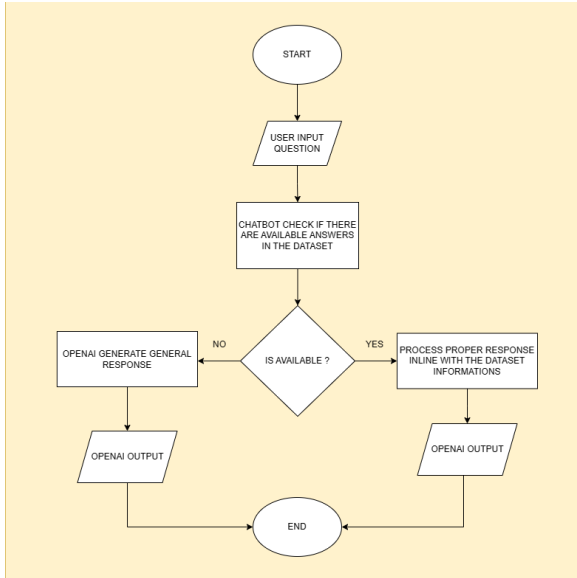 START
USER INPUT
QUESTION
CHATBOT CHECK IF THERE
ARE AVAILABLE ANSWERS
IN THE DATASET
IS AVAILABLE ?
NO
YES
OPENAI GENERATE GENERAL
RESPONSE
PROCESS PROPER RESPONSE
INLINE WITH THE DATASET
INFORMATIONS
OPENAI OUTPUT
OPENAI OUTPUT
END